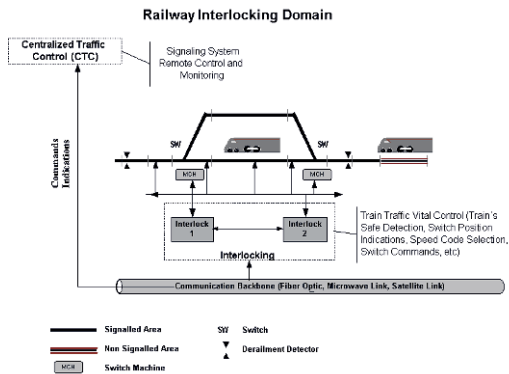 Railway Interlocking Domain
Centralized Traffic
Control (CTC)
Signaling System
Remote Control and
Monitoring
Commands
Indications
SW
SW
MCH
MCH
Interlock
1
Interlock
2
Interlocking
Train Traffic Vital Control (Train´s
Safe Detection, Switch Position
Indications, Speed Code Selection,
Switch Commands, etc)
Communication Backbone (Fiber Optic, Microwave Link, Satellite Link)
Signalled Area
SW Switch
Non Signalled Area
Derailment Detector
MCH Switch Machine